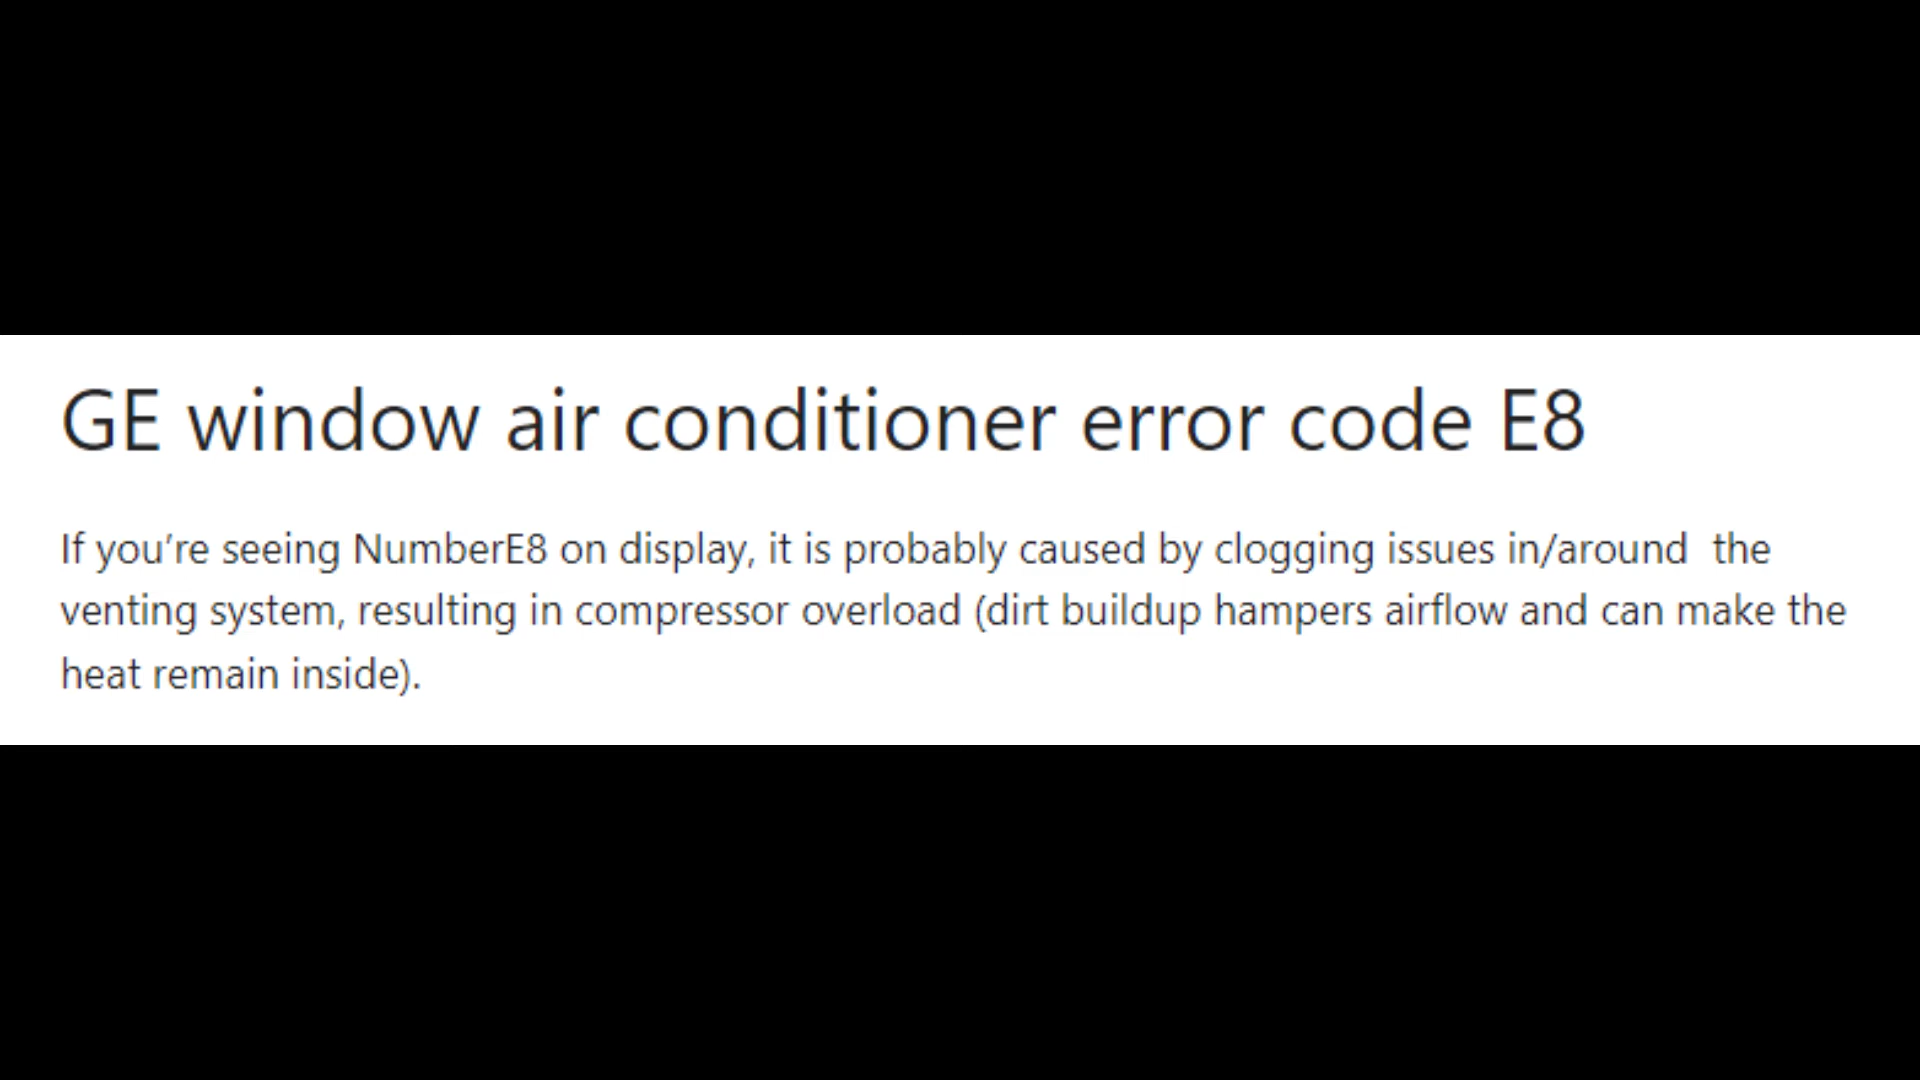 GE window air conditioner error code E8
If you’re seeing NumberE8 on display, it is probably caused by clogging issues in/around  the
venting system, resulting in compressor overload (dirt buildup hampers airflow and can make the
heat remain inside).